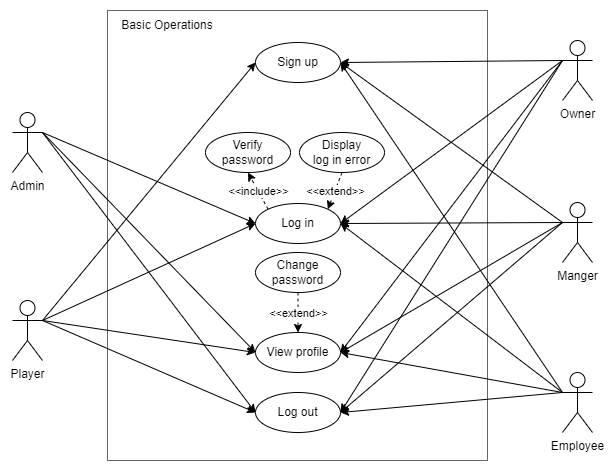 Basic Operations
Sign up
Owner
Admin
Verify
password
Display
log in error
<<include>>
<<extend>>
Log in
Manger
Change
password
<<extend>>
View profile
Player
Log out
Employee